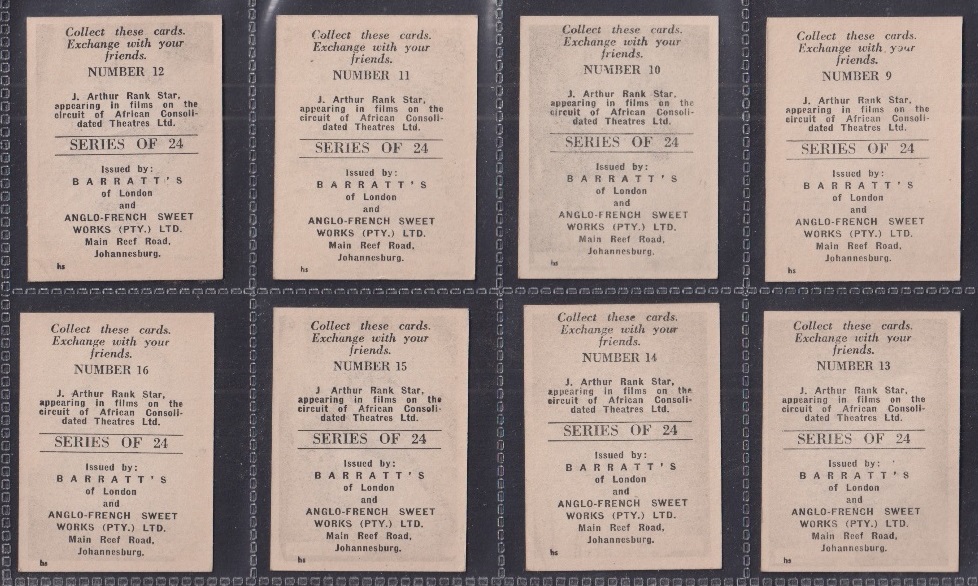 Collect these cards.
Exchange with your
friends.
NUMBER 12
J. Arthur Rank Star,
appearing in films on the
circuit of African Consoli-
dated Theatres Ltd.
SERIES OF 24
Issued by:
BARRATT'S
of London
and
ANGLO-FRENCH SWEET
WORKS (PTY.) LTD.
Main Reef Road,
Johannesburg.
hs
Collect these cards.
Exchange with your
friends.
NUMBER 11
J. Arthur Rank Star,
appearing in films on the
circuit of African Consoli-
dated Theatres Ltd.
SERIES OF 24
Issued by:
BARRATT'S
of London
and
ANGLO-FRENCH SWEET
WORKS (PTY.) LTD.
Main Reef Road,
Johannesburg.
hs
Collect these cards.
Exchange with your
friends.
NUMBER 10
J. Arthur Rank Star,
appearing in films on the
circuit of African Consoli-
dated Theatres Ltd.
SERIES OF 24
Issued by:
BARRATT'S
of London
and
ANGLO-FRENCH SWEET
WORKS (PTY.) LTD.
Main Reef Road,
Johannesburg.
hs
Collect these cards.
Exchange with your
friends.
NUMBER 9
J. Arthur Rank Star,
appearing in films on the
circuit of African Consoli-
dated Theatres Ltd.
SERIES OF 24
Issued by:
BARRATT'S
of London
and
ANGLO-FRENCH SWEET
WORKS (PTY.) LTD.
Main Reef Road,
Johannesburg.
hs
Collect these cards.
Exchange with your
friends.
NUMBER 16
J. Arthur Rank Star,
appearing in films on the
circuit of African Consoli-
dated Theatres Ltd.
SERIES OF 24
Issued by:
BARRATT'S
of London
and
ANGLO-FRENCH SWEET
WORKS (PTY.) LTD.
Main Reef Road,
Johannesburg.
hs
Collect these cards.
Exchange with your
friends.
NUMBER 15
J. Arthur Rank Star,
appearing in films on the
circuit of African Consoli-
dated Theatres Ltd.
SERIES OF 24
Issued by:
BARRATT'S
of London
and
ANGLO-FRENCH SWEET
WORKS (PTY.) LTD.
Main Reef Road,
Johannesburg.
hs
Collect these cards.
Exchange with your
friends.
NUMBER 14
J. Arthur Rank Star,
appearing in films on the
circuit of African Consoli-
dated Theatres Ltd.
SERIES OF 24
Issued by:
BARRATT'S
of London
and
ANGLO-FRENCH SWEET
WORKS (PTY.) LTD.
Main Reef Road,
Johannesburg.
hs
Collect these cards.
Exchange with your
friends.
NUMBER 13
J. Arthur Rank Star,
appearing in films on the
circuit of African Consoli-
dated Theatres Ltd.
SERIES OF 24
Issued by:
BARRATT'S
of London
and
ANGLO-FRENCH SWEET
WORKS (PTY.) LTD.
Main Reef Road,
Johannesburg.
hs